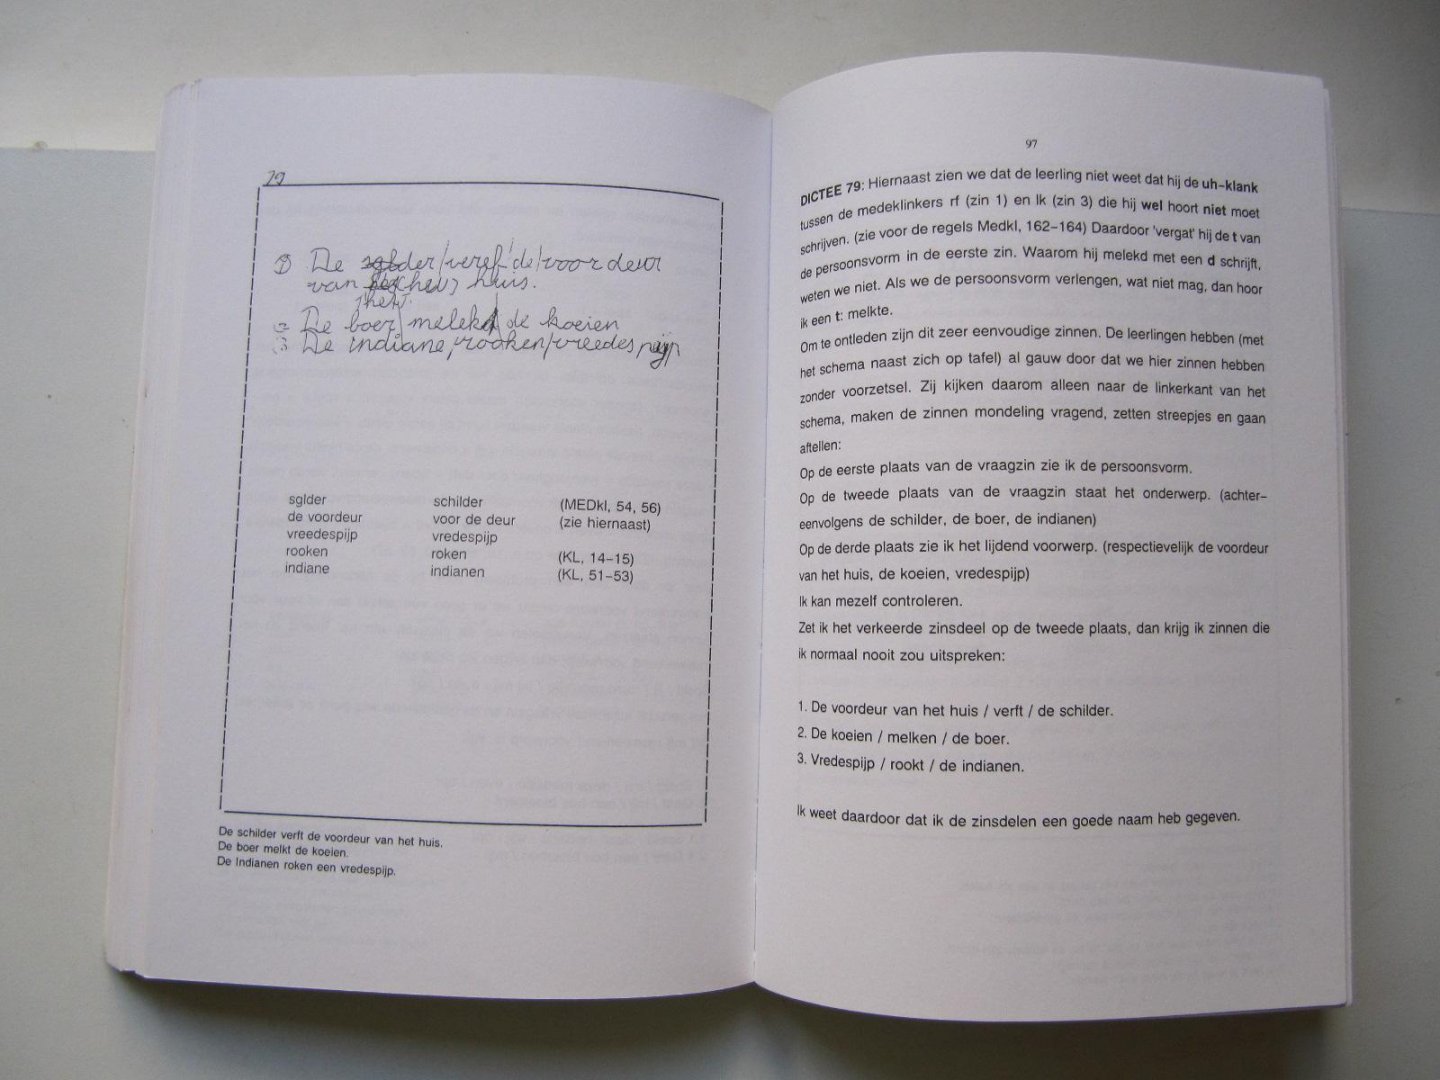 79
1) De sglder/veref/de/voor deur
van het huis.
2) De boer/melekd/de koeien
3) De indiane/rooken/vreedespijp
sglder schilder (MEDkl, 54, 56)
de voordeur voor de deur (zie hiernaast)
vreedespijp vredespijp
rooken roken (KL, 14-15)
indiane indianen (KL, 51-53)
De schilder verft de voordeur van het huis.
De boer melkt de koeien.
De Indianen roken een vredespijp.
97
DICTEE 79: Hiernaast zien we dat de leerling niet weet dat hij de uh-klank
tussen de medeklinkers rf (zin 1) en lk (zin 3) die hij wel hoort niet moet
schrijven. (zie voor de regels Medkl, 162-164) Daardoor 'vergat' hij de t van
de persoonsvorm in de eerste zin. Waarom hij melekd met een d schrijft,
weten we niet. Als we de persoonsvorm verlengen, wat niet mag, dan hoor
ik een t: melkte.
Om te ontleden zijn dit zeer eenvoudige zinnen. De leerlingen hebben (met
het schema naast zich op tafel) al gauw door dat we hier zinnen hebben
zonder voorzetsel. Zij kijken daarom alleen naar de linkerkant van het
schema, maken de zinnen mondeling vragend, zetten streepjes en gaan
aftellen:
Op de eerste plaats van de vraagzin zie ik de persoonsvorm.
Op de tweede plaats van de vraagzin staat het onderwerp. (achter-
eenvolgens de schilder, de boer, de indianen)
Op de derde plaats zie ik het lijdend voorwerp. (respectievelijk de voordeur
van het huis, de koeien, vredespijp)
Ik kan mezelf controleren.
Zet ik het verkeerde zinsdeel op de tweede plaats, dan krijg ik zinnen die
ik normaal nooit zou uitspreken:
1. De voordeur van het huis / verft / de schilder.
2. De koeien / melken / de boer.
3. Vredespijp / rookt / de indianen.
Ik weet daardoor dat ik de zinsdelen een goede naam heb gegeven.